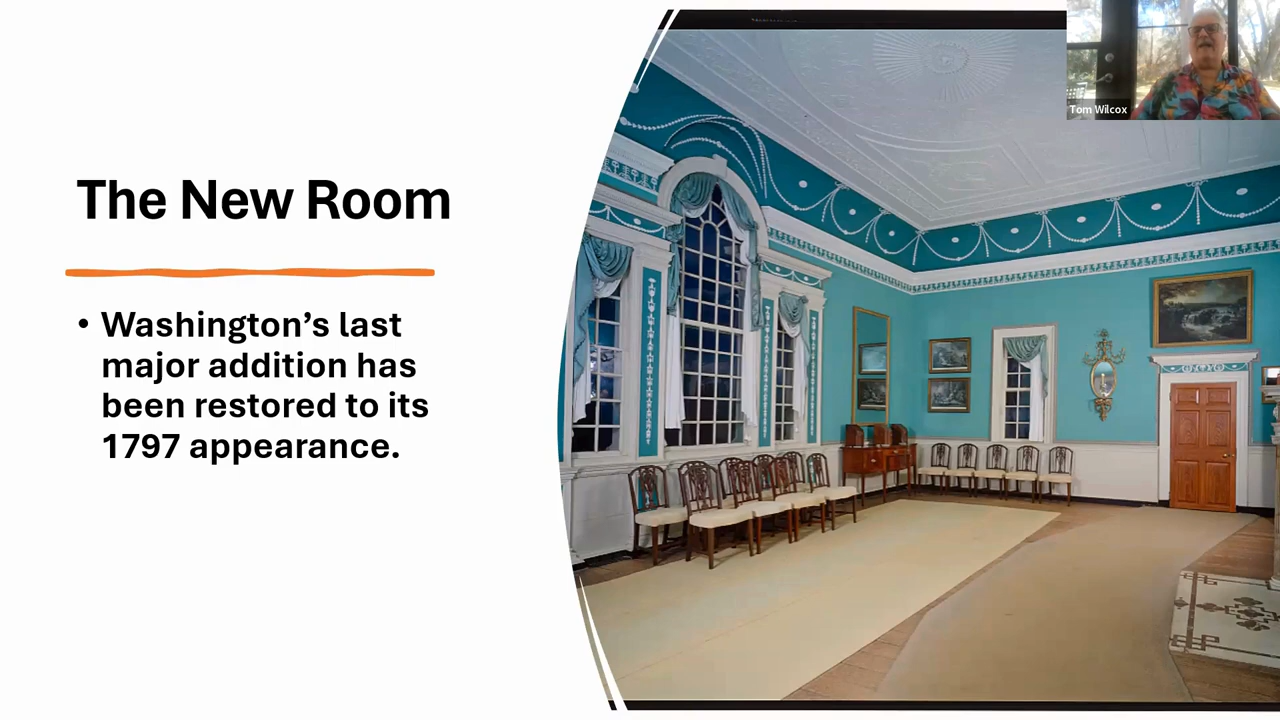 The New Room
• Washington’s last
major addition has
been restored to its
1797 appearance.
Tom Wilcox